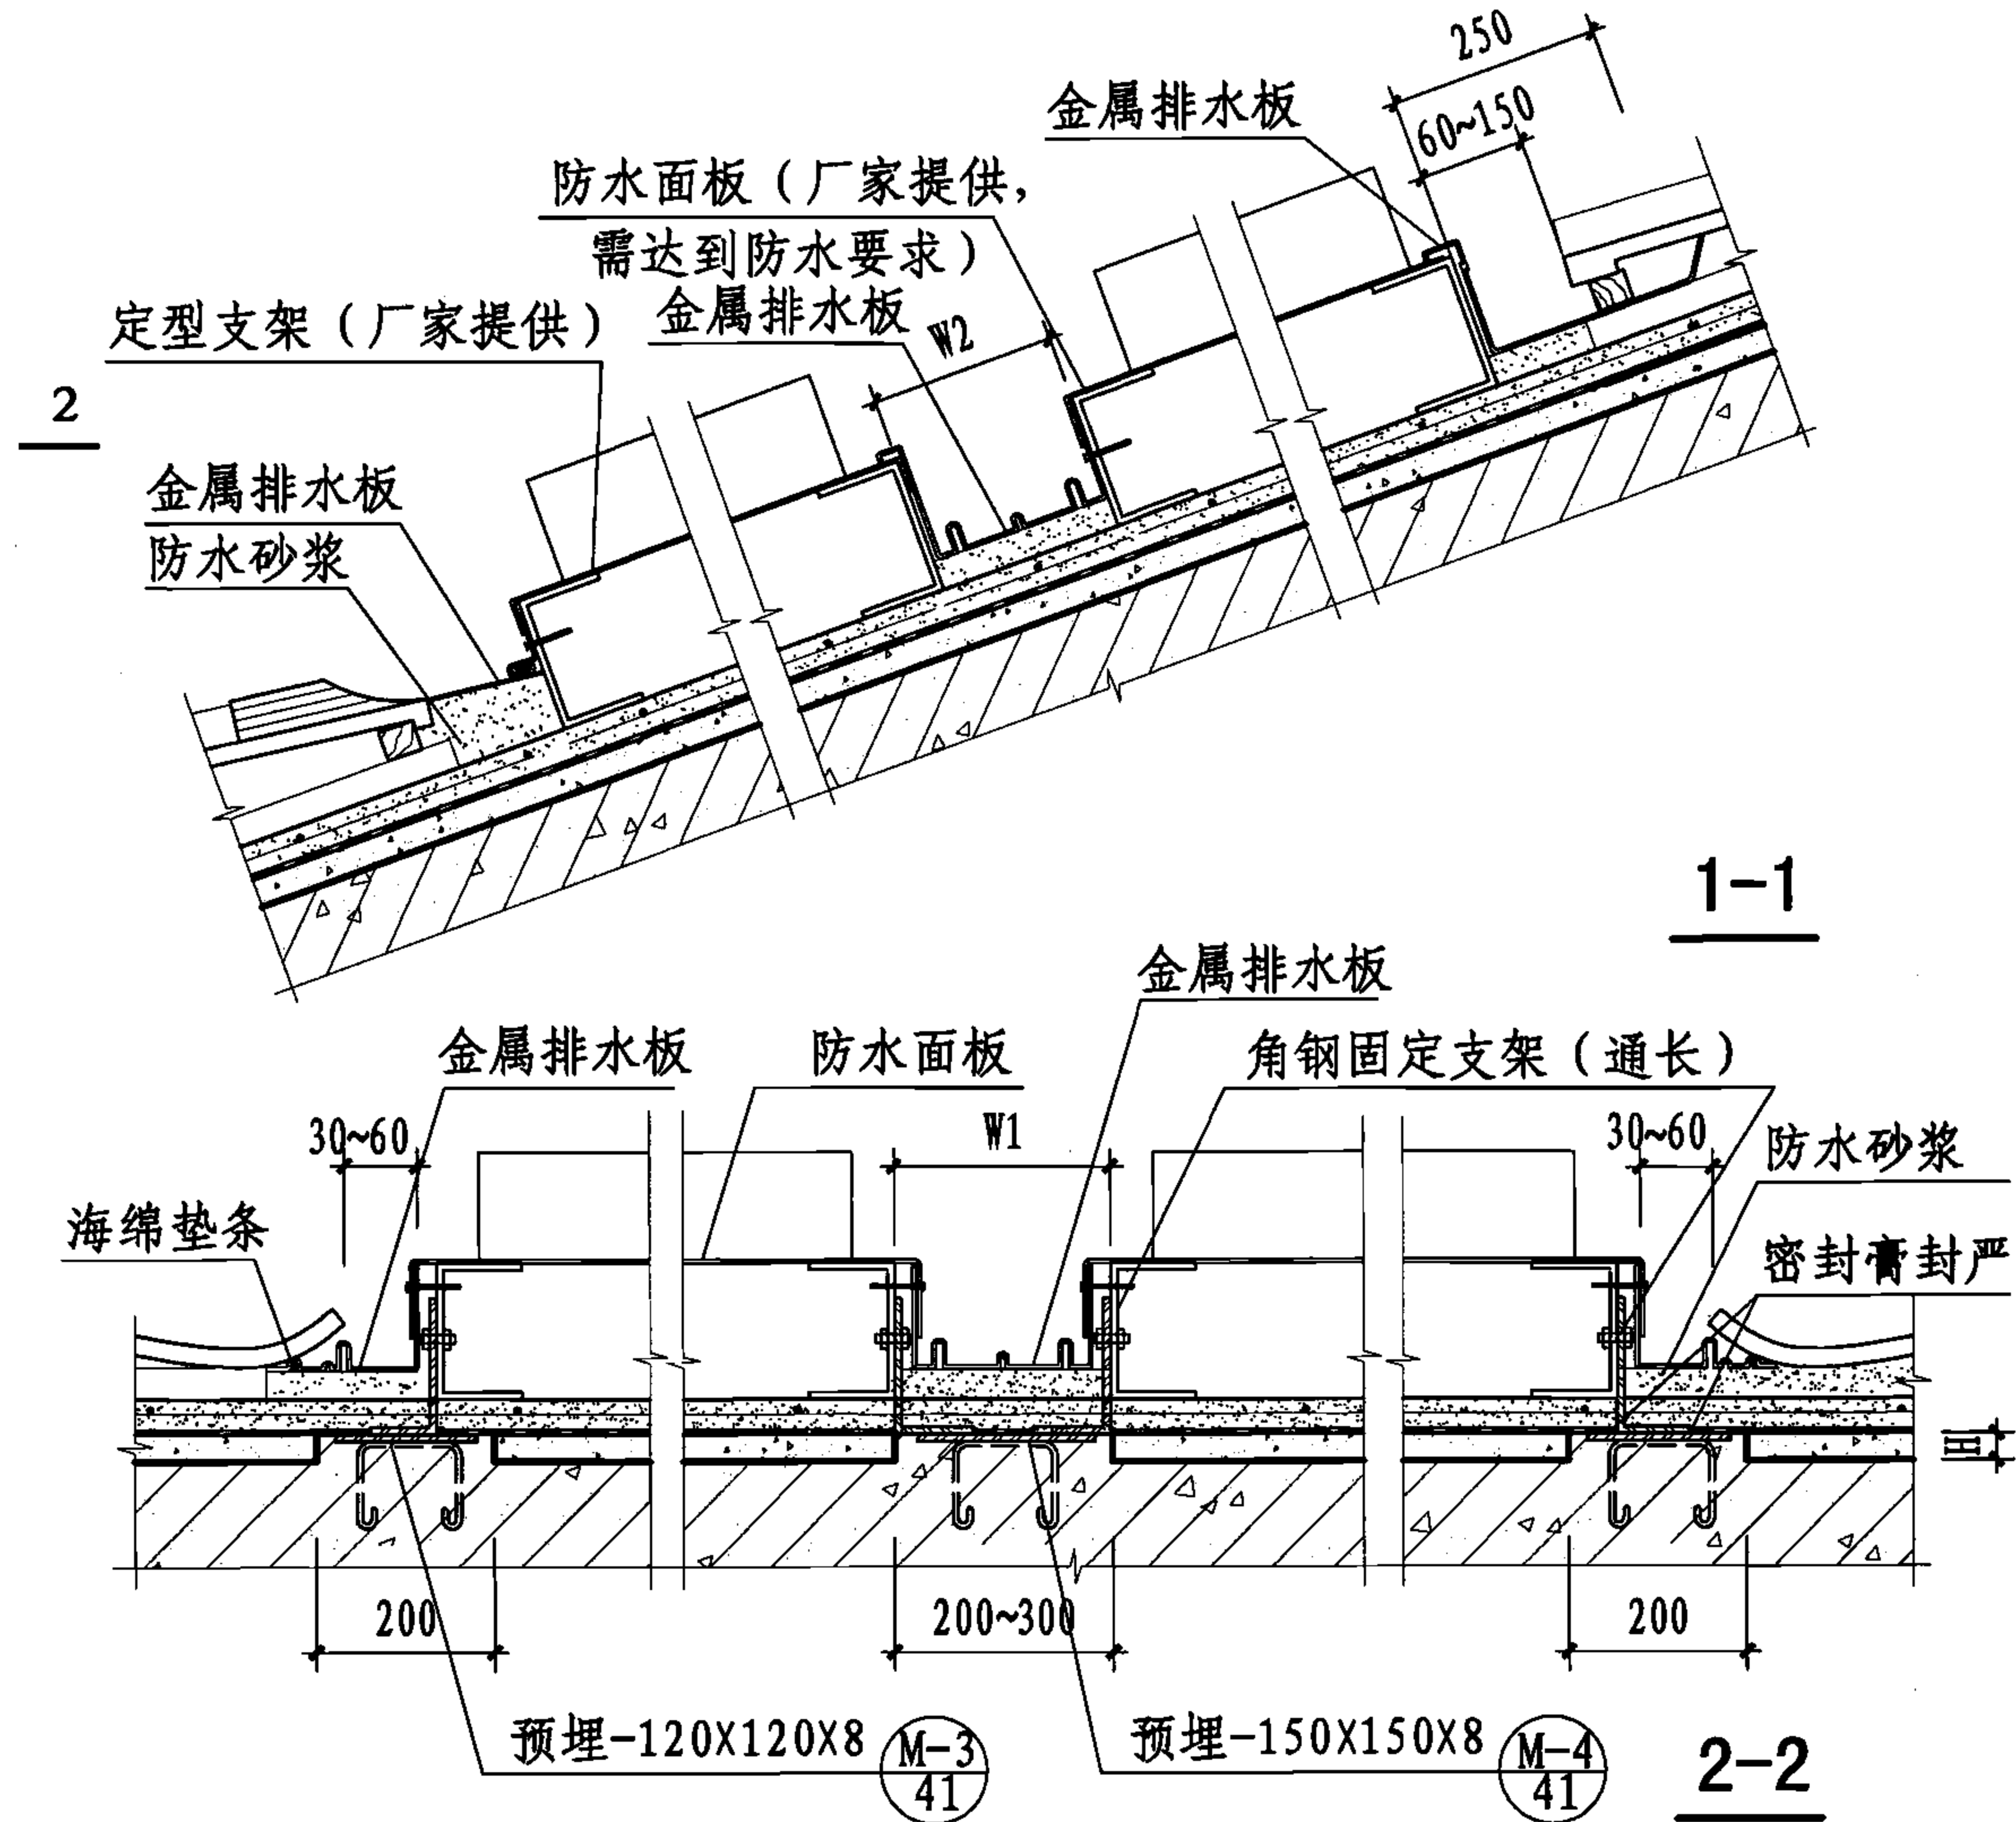 250
金属排水板
60~150
防水面板（厂家提供，
需达到防水要求）
定型支架（厂家提供）
金属排水板
W2
2
金属排水板
防水砂浆
1-1
金属排水板
金属排水板
防水面板
角钢固定支架（通长）
30~60
W1
30~60
防水砂浆
海绵垫条
密封膏封严
H
200
200~300
200
预埋-120X120X8
M-3
41
预埋-150X150X8
M-4
41
2-2